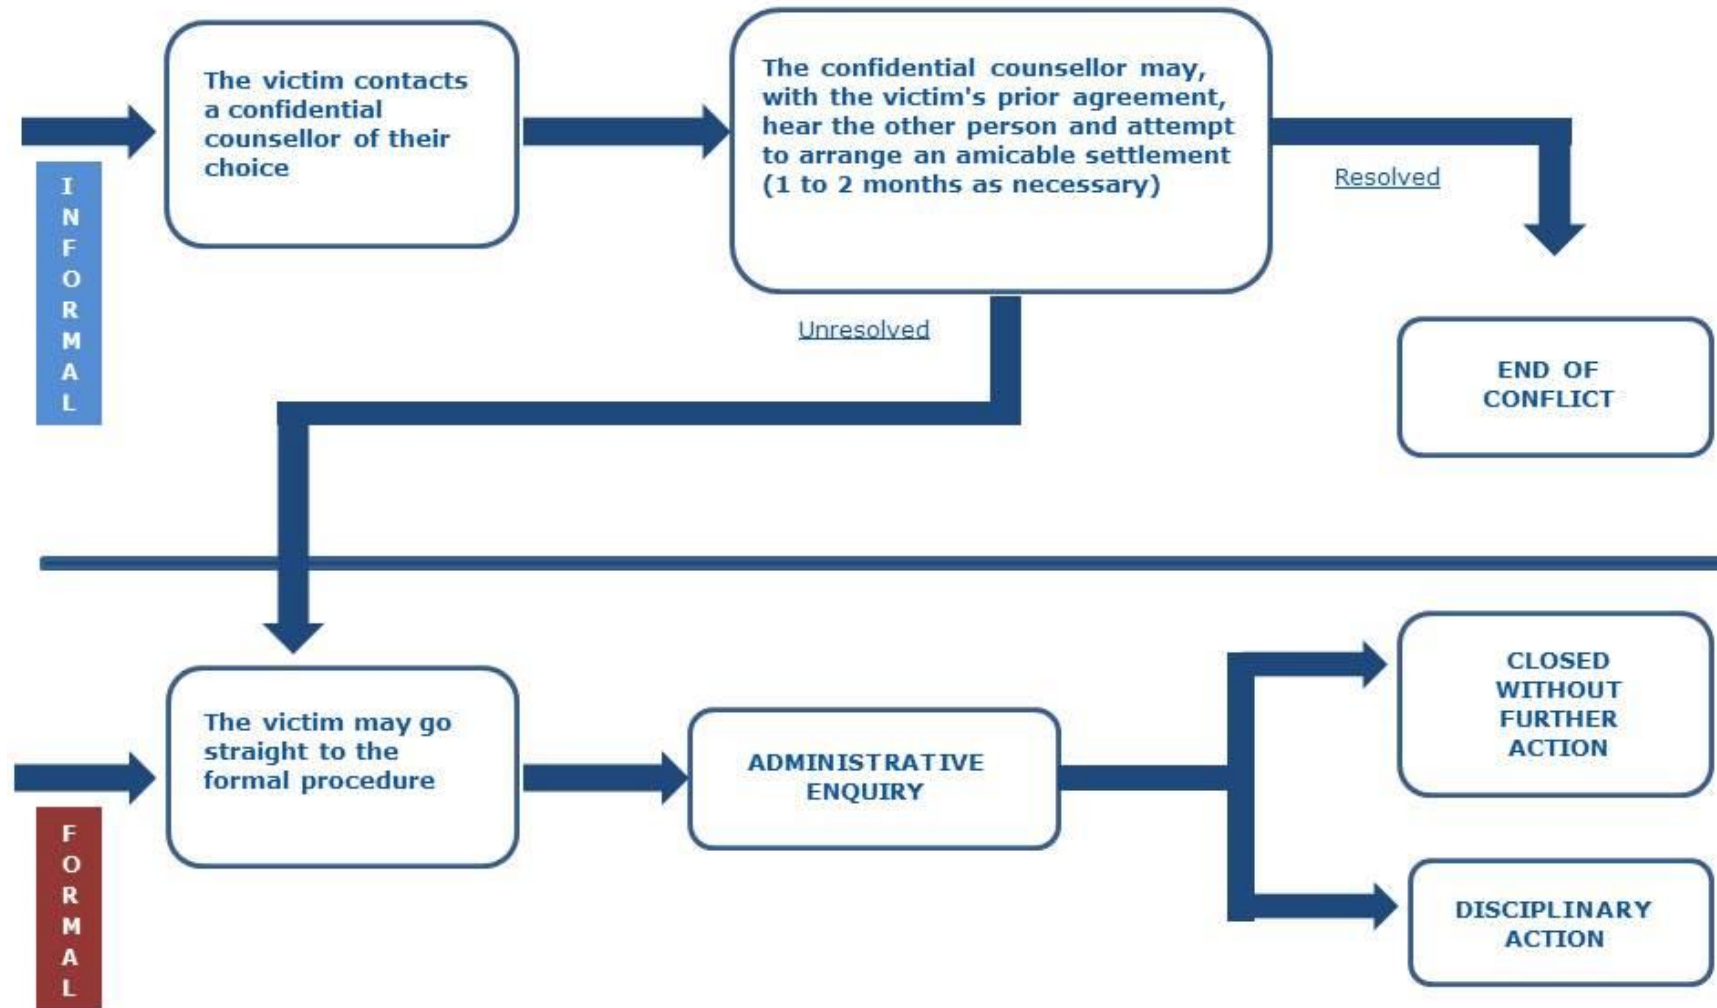 The victim contacts
a confidential
counsellor of their
choice
The confidential counsellor may,
with the victim's prior agreement,
hear the other person and attempt
to arrange an amicable settlement
(1 to 2 months as necessary)
Resolved
INFORMAL
Unresolved
END OF
CONFLICT
The victim may go
straight to the
formal procedure
ADMINISTRATIVE
ENQUIRY
CLOSED
WITHOUT
FURTHER
ACTION
FORMAL
DISCIPLINARY
ACTION